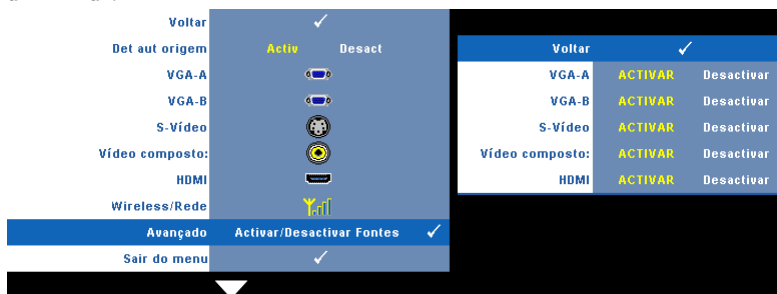 Voltar
Det aut origem Activ Desact
VGA-A
VGA-B
S-Vídeo
Vídeo composto:
HDMI
Wireless/Rede
Avançado Activar/Desactivar Fontes
Sair do menu
Voltar
VGA-A ACTIVAR Desactivar
VGA-B ACTIVAR Desactivar
S-Vídeo ACTIVAR Desactivar
Vídeo composto: ACTIVAR Desactivar
HDMI ACTIVAR Desactivar